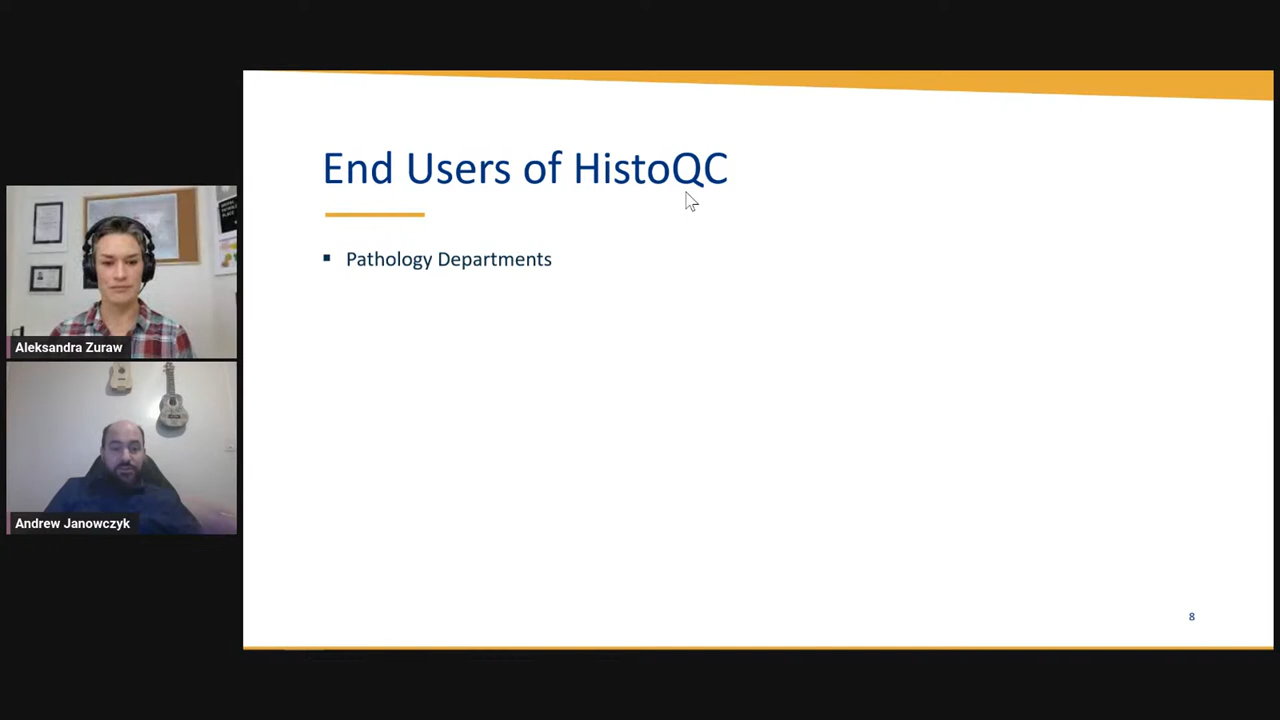 End Users of HistoQC
▪ Pathology Departments
Aleksandra Zuraw
Andrew Janowczyk
8